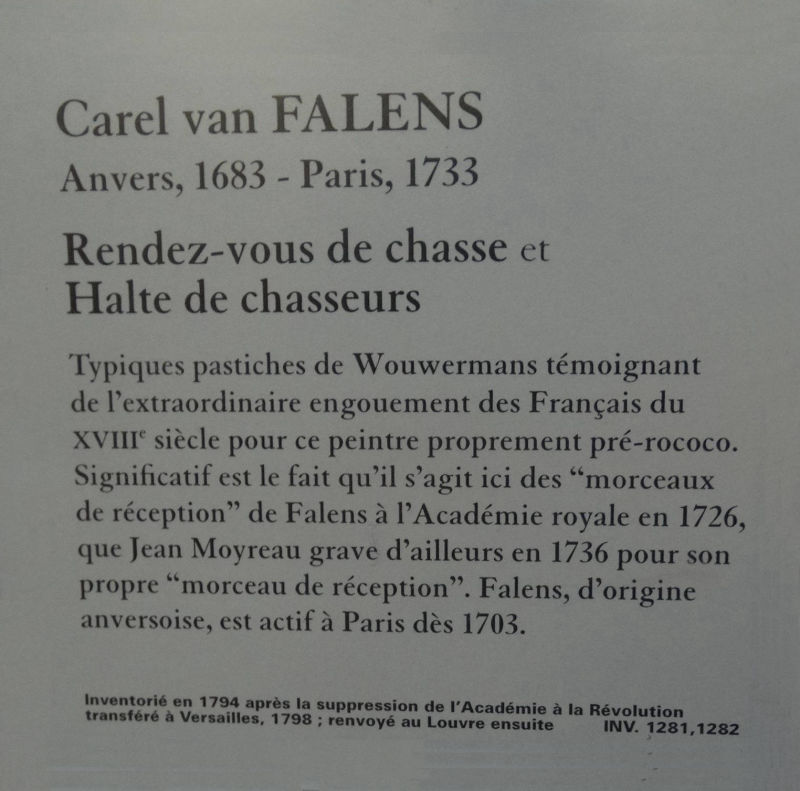 Carel van FALENS
Anvers, 1683 - Paris, 1733
Rendez-vous de chasse et
Halte de chasseurs
Typiques pastiches de Wouwermans témoignant
de l'extraordinaire engouement des Français du
XVIIIe siècle pour ce peintre proprement pré-rococo.
Significatif est le fait qu'il s'agit ici des “morceaux
de réception” de Falens à l'Académie royale en 1726,
que Jean Moyreau grave d'ailleurs en 1736 pour son
propre “morceau de réception”. Falens, d'origine
anversoise, est actif à Paris dès 1703.
Inventorié en 1794 après la suppression de l'Académie à la Révolution
transféré à Versailles, 1798 ; renvoyé au Louvre ensuite INV. 1281,1282